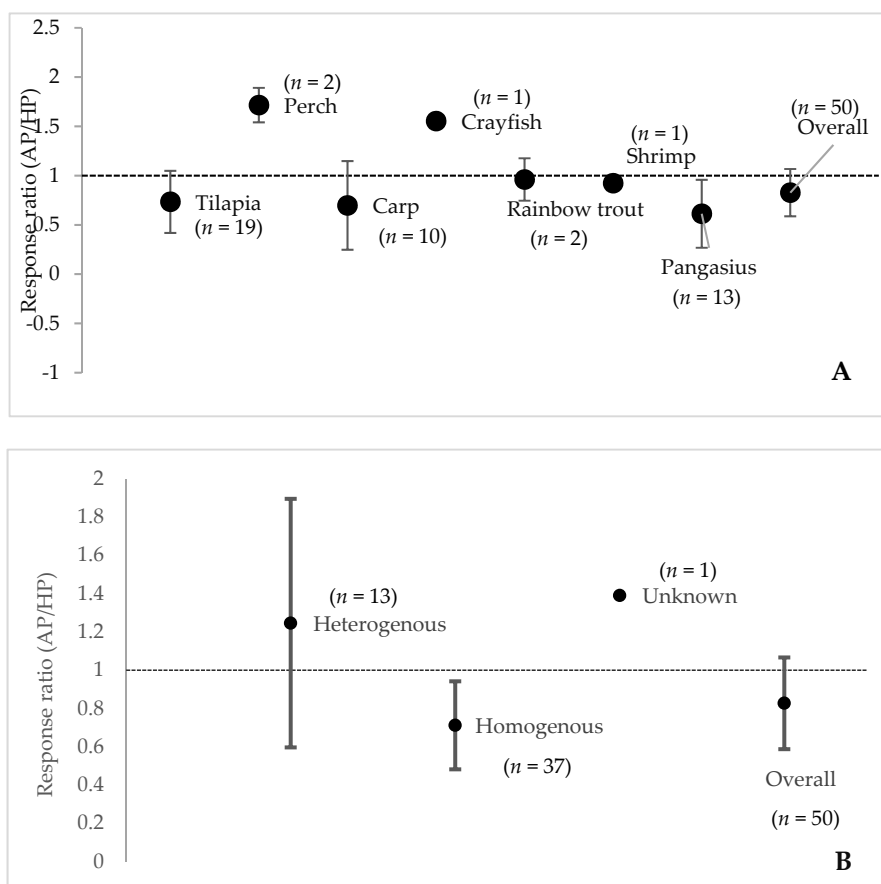 2.5
2
1.5
1
0.5
0
-0.5
-1
Response ratio (AP/HP)
(n = 2)
Perch
(n = 1)
Crayfish
(n = 50)
Overall
(n = 1)
Shrimp
Tilapia
(n = 19)
Carp
(n = 10)
Rainbow trout
(n = 2)
Pangasius
(n = 13)
A
2
1.8
1.6
1.4
1.2
1
0.8
0.6
0.4
0.2
0
Response ratio (AP/HP)
(n = 13)
Heterogenous
(n = 1)
Unknown
Homogenous
(n = 37)
Overall
(n = 50)
B